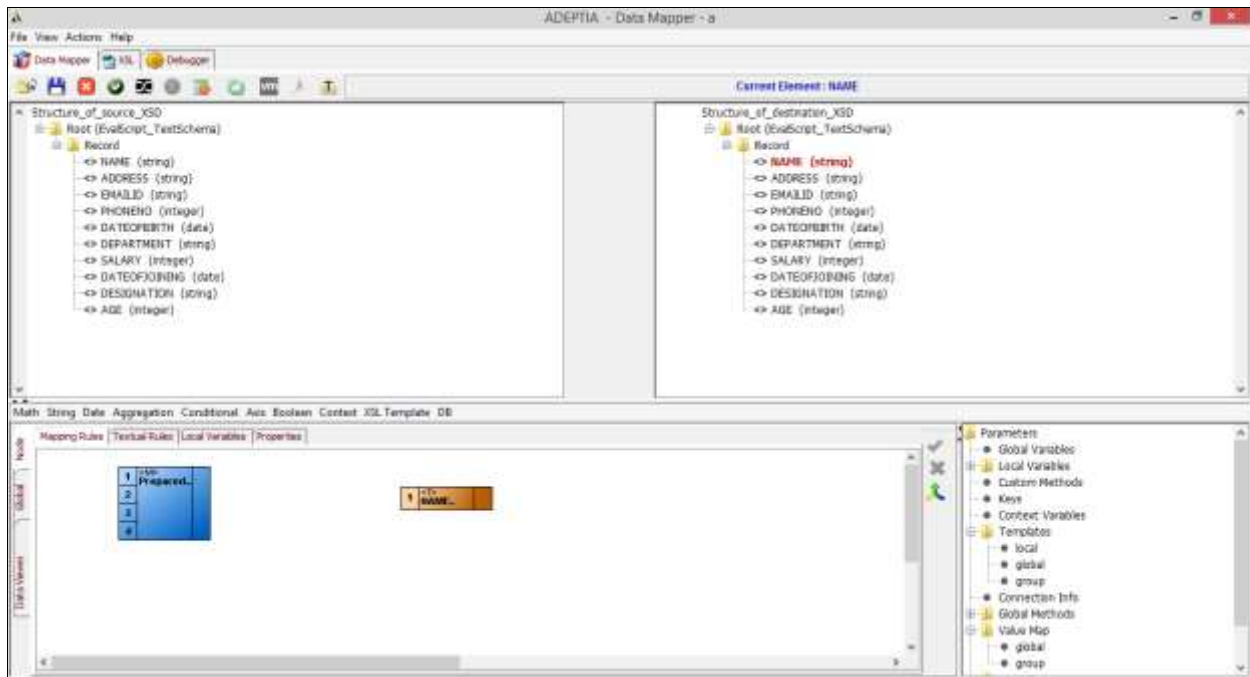 ADEPTIA - Data Mapper - a
File View Actions Help
Data Mapper XSL Debugger
Current Element : NAME
Structure_of_source_XSD
Root (EvalScript_TextSchema)
Record
<> NAME (string)
<> ADDRESS (string)
<> EMAILID (string)
<> PHONENO (integer)
<> DATEOFBIRTH (date)
<> DEPARTMENT (string)
<> SALARY (integer)
<> DATEOFJOINING (date)
<> DESIGNATION (string)
<> AGE (integer)
Structure_of_destination_XSD
Root (EvalScript_TextSchema)
Record
<> NAME (string)
<> ADDRESS (string)
<> EMAILID (string)
<> PHONENO (integer)
<> DATEOFBIRTH (date)
<> DEPARTMENT (string)
<> SALARY (integer)
<> DATEOFJOINING (date)
<> DESIGNATION (string)
<> AGE (integer)
Math String Date Aggregation Conditional Axis Boolean Context XSL Template DB
Node
Global
Data Viewer
Mapping Rules Textual Rules Local Variables Properties
1 Prepared..
2
3
4
1 NAME..
Parameters
Global Variables
Local Variables
Custom Methods
Keys
Context Variables
Templates
local
global
group
Connection Info
Global Methods
Value Map
global
group